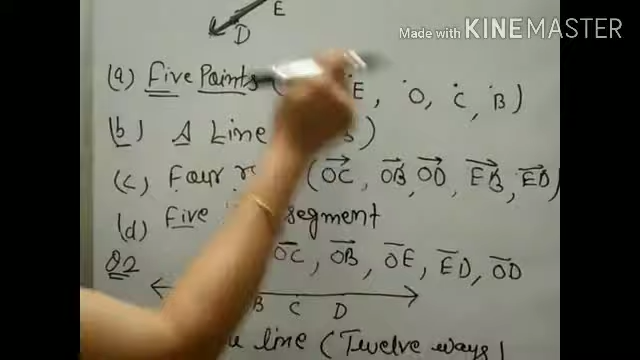 Made with KINEMASTER
E
D
(a) Five Points ( E, O, C, B)
(b) A Line B)
(c) Four ( OC, OB, OD, EB, ED)
(d) Five segment
Q2 OC, OB, OE, ED, OD
B C D
line (Twelve ways)